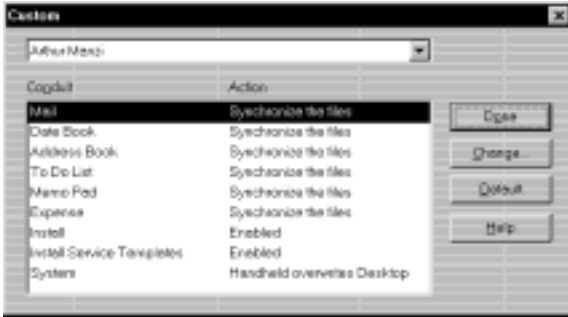 Custom
Arthur Manzi
Conduit Action
Mail Synchronize the files
Date Book Synchronize the files
Address Book Synchronize the files
To Do List Synchronize the files
Memo Pad Synchronize the files
Expense Synchronize the files
Install Enabled
Install Service Templates Enabled
System Handheld overwrites Desktop
Done
Change...
Default
Help